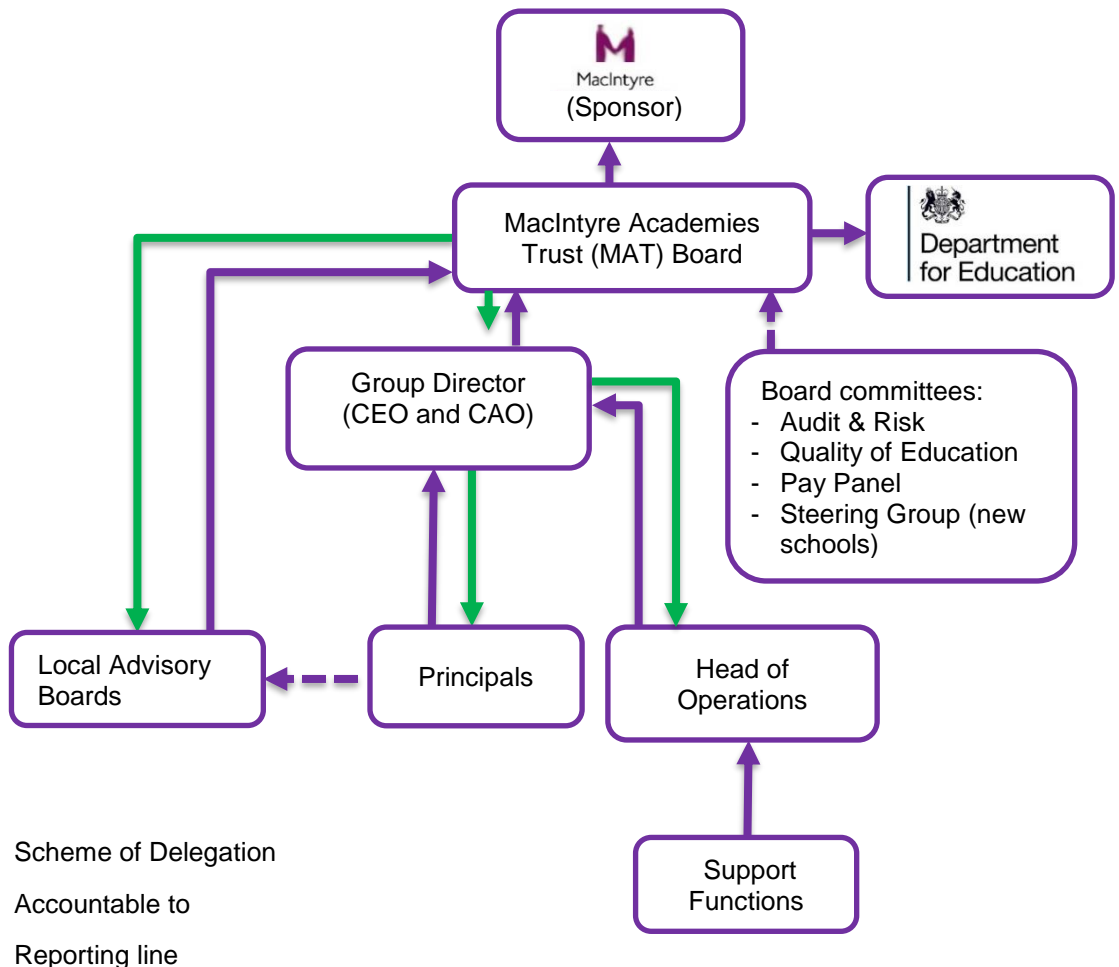 MacIntyre
(Sponsor)
MacIntyre Academies
Trust (MAT) Board
Department
for Education
Group Director
(CEO and CAO)
Board committees:
- Audit & Risk
- Quality of Education
- Pay Panel
- Steering Group (new
schools)
Local Advisory
Boards
Principals
Head of
Operations
Support
Functions
Scheme of Delegation
Accountable to
Reporting line